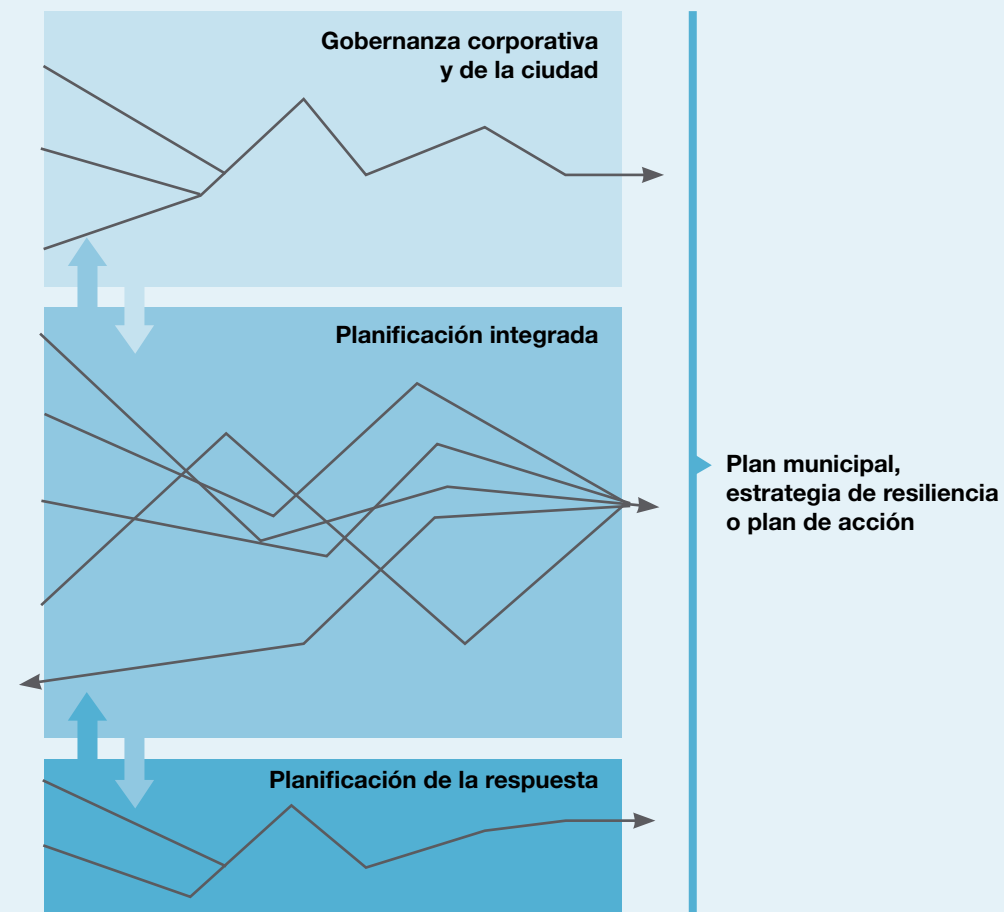 Gobernanza corporativa
y de la ciudad
Planificación integrada
Plan municipal,
estrategia de resiliencia
o plan de acción
Planificación de la respuesta